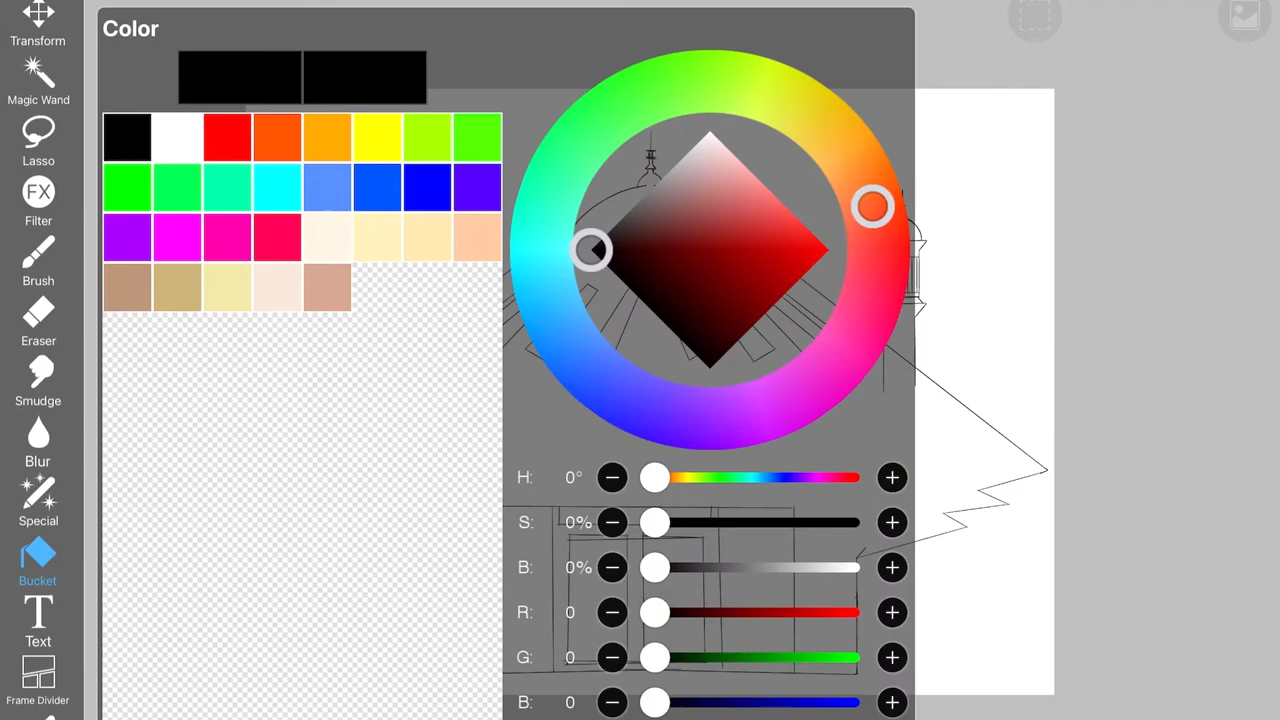 Transform
Magic Wand
Lasso
FX
Filter
Brush
Eraser
Smudge
Blur
Special
Bucket
T
Text
Frame Divider
Color
H: 0°
S: 0%
B: 0%
R: 0
G: 0
B: 0